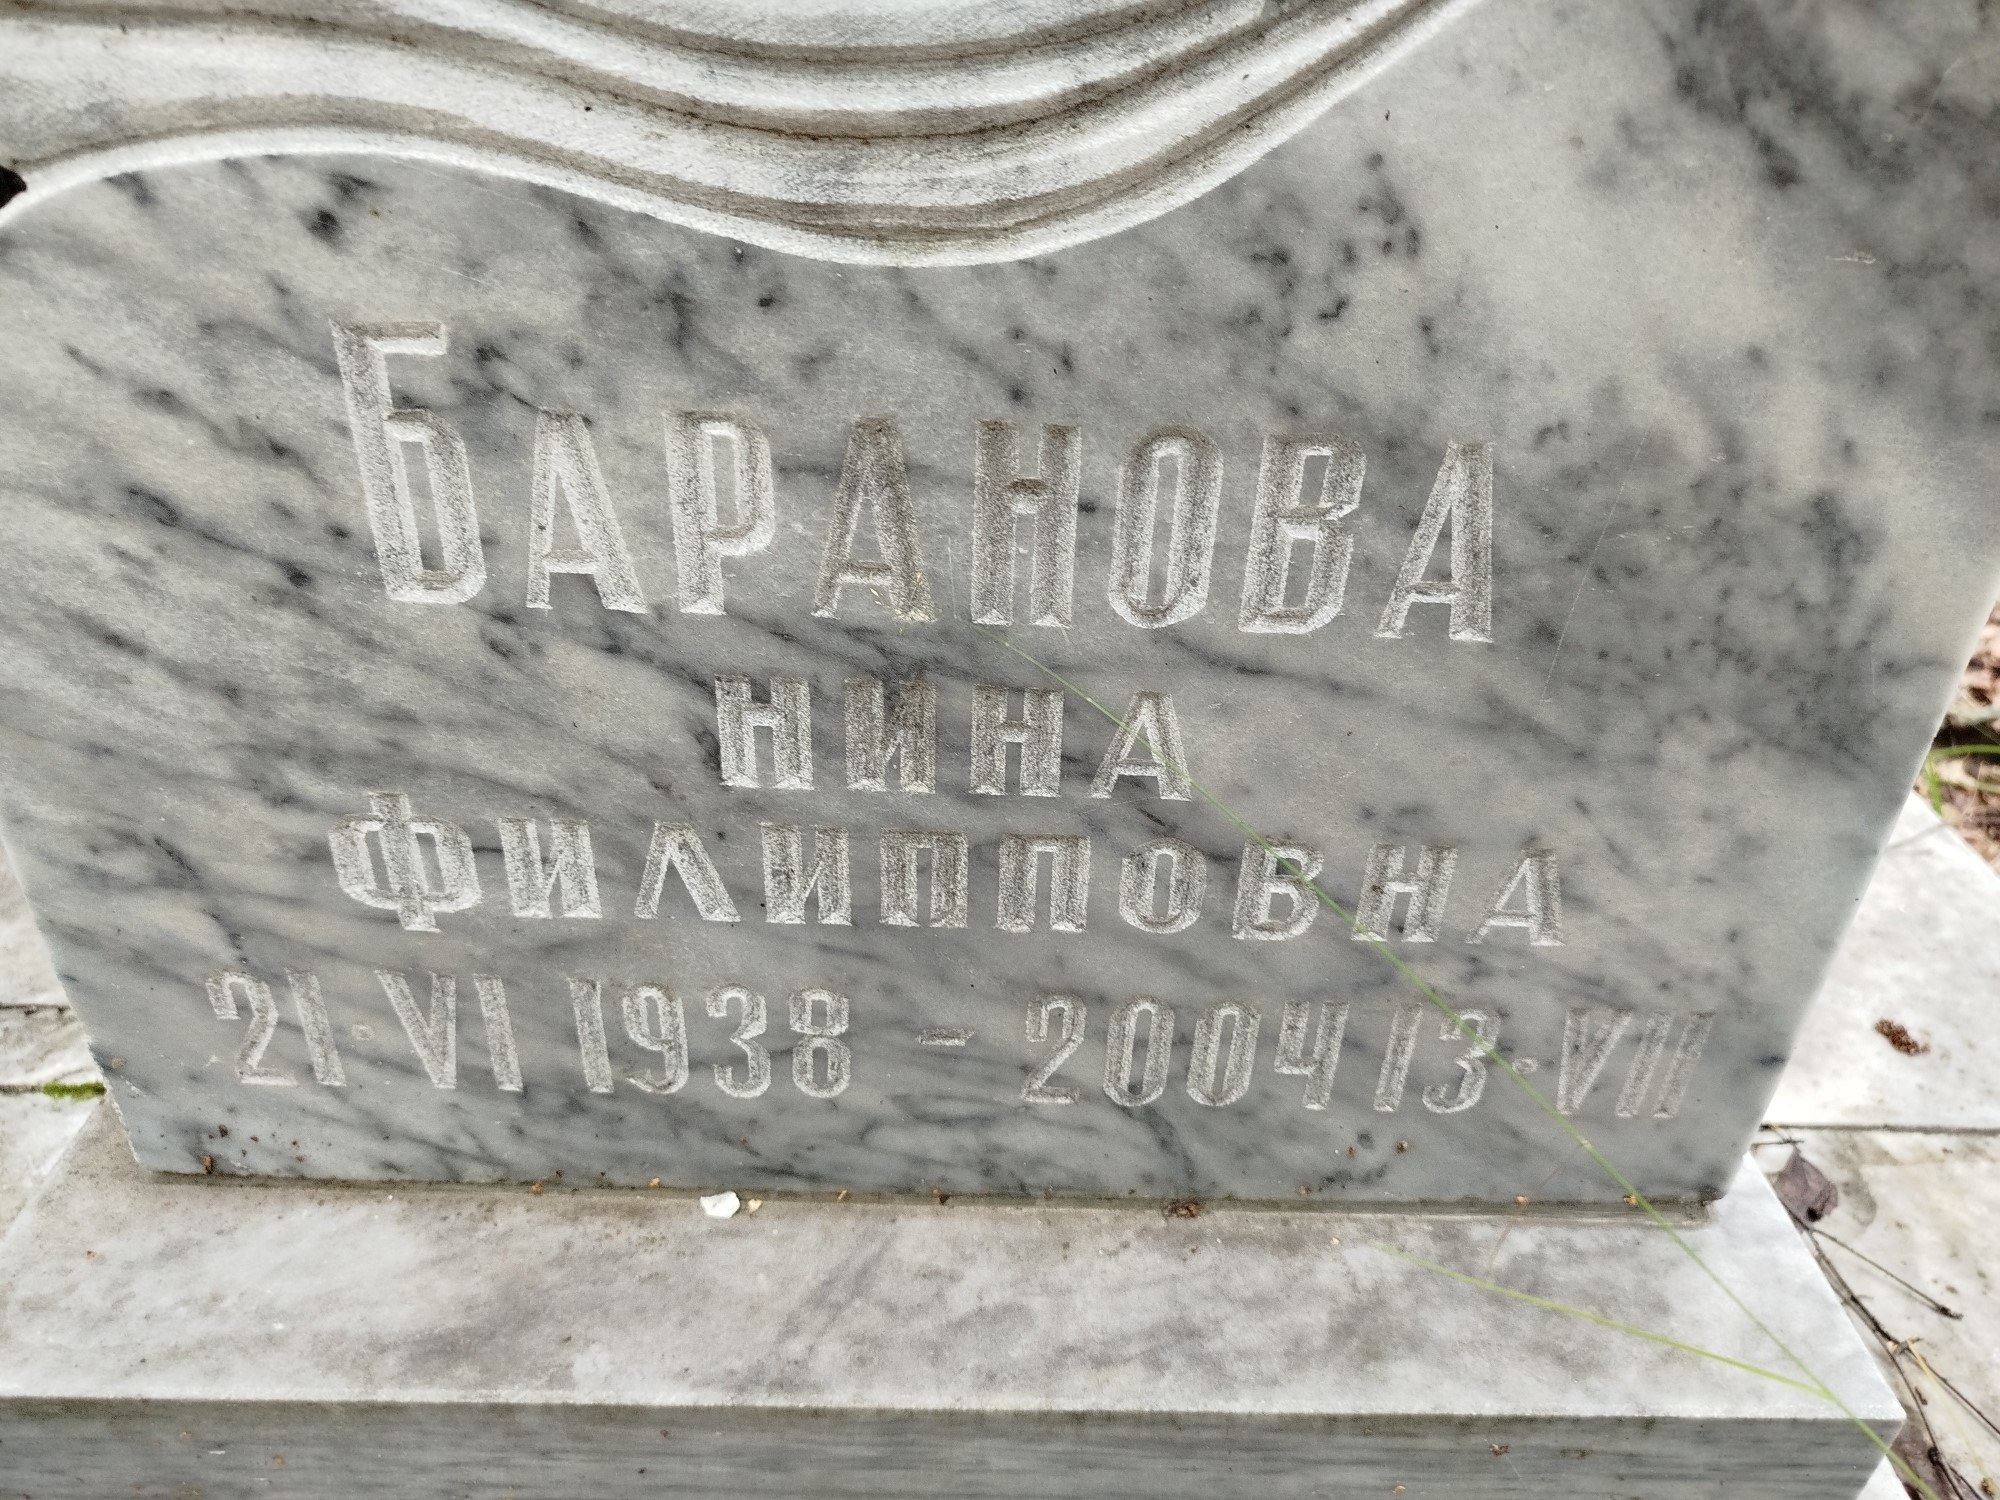 БАРАНОВА
НИНА
ФИЛИППОВНА
21·VI 1938 - 2004 13·VII